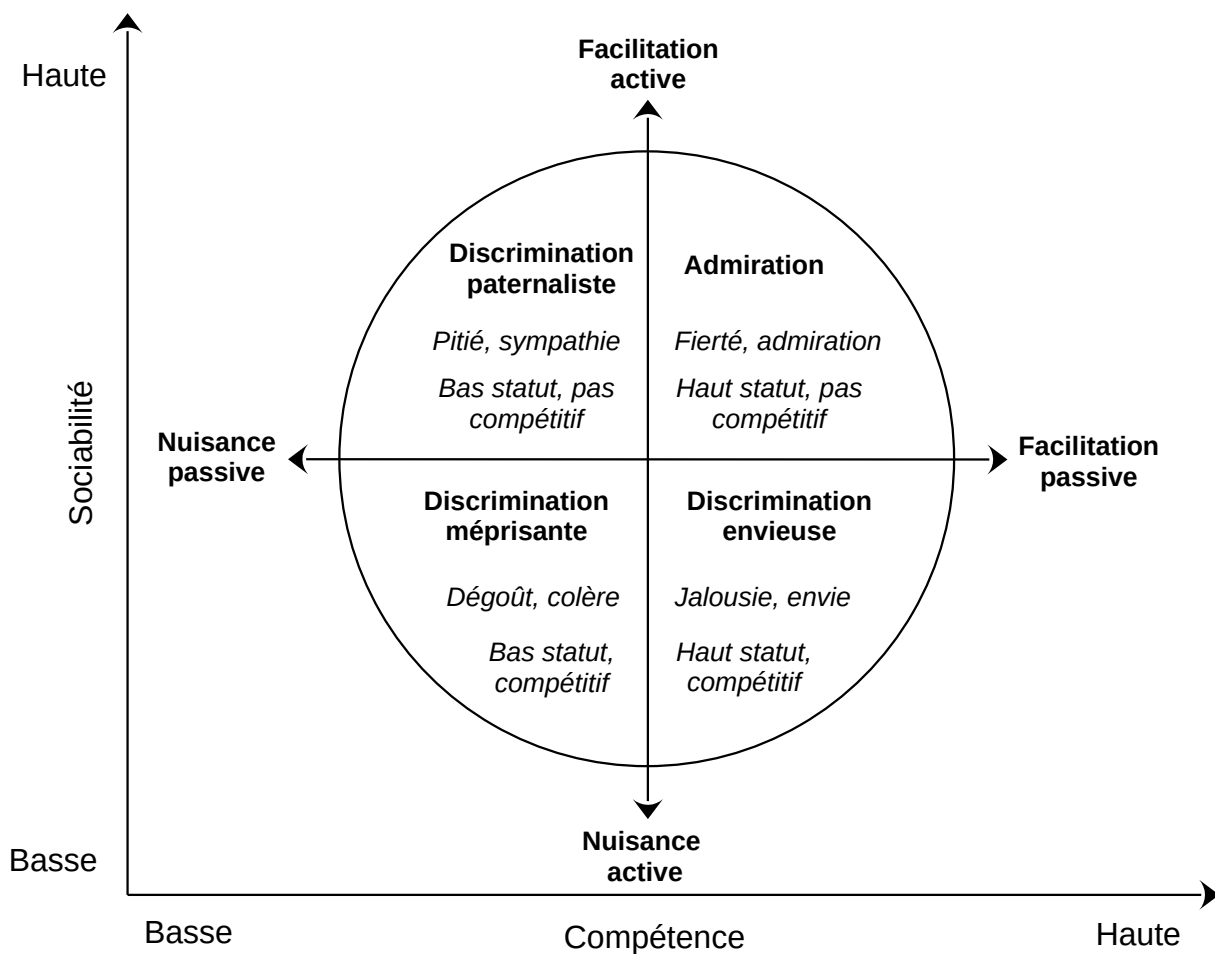 Haute
Facilitation
active
Discrimination
paternaliste
Admiration
Pitié, sympathie
Fierté, admiration
Bas statut, pas
compétitif
Haut statut, pas
compétitif
Sociabilité
Nuisance
passive
Facilitation
passive
Discrimination
méprisante
Discrimination
envieuse
Dégoût, colère
Jalousie, envie
Bas statut,
compétitif
Haut statut,
compétitif
Nuisance
active
Basse
Basse
Compétence
Haute